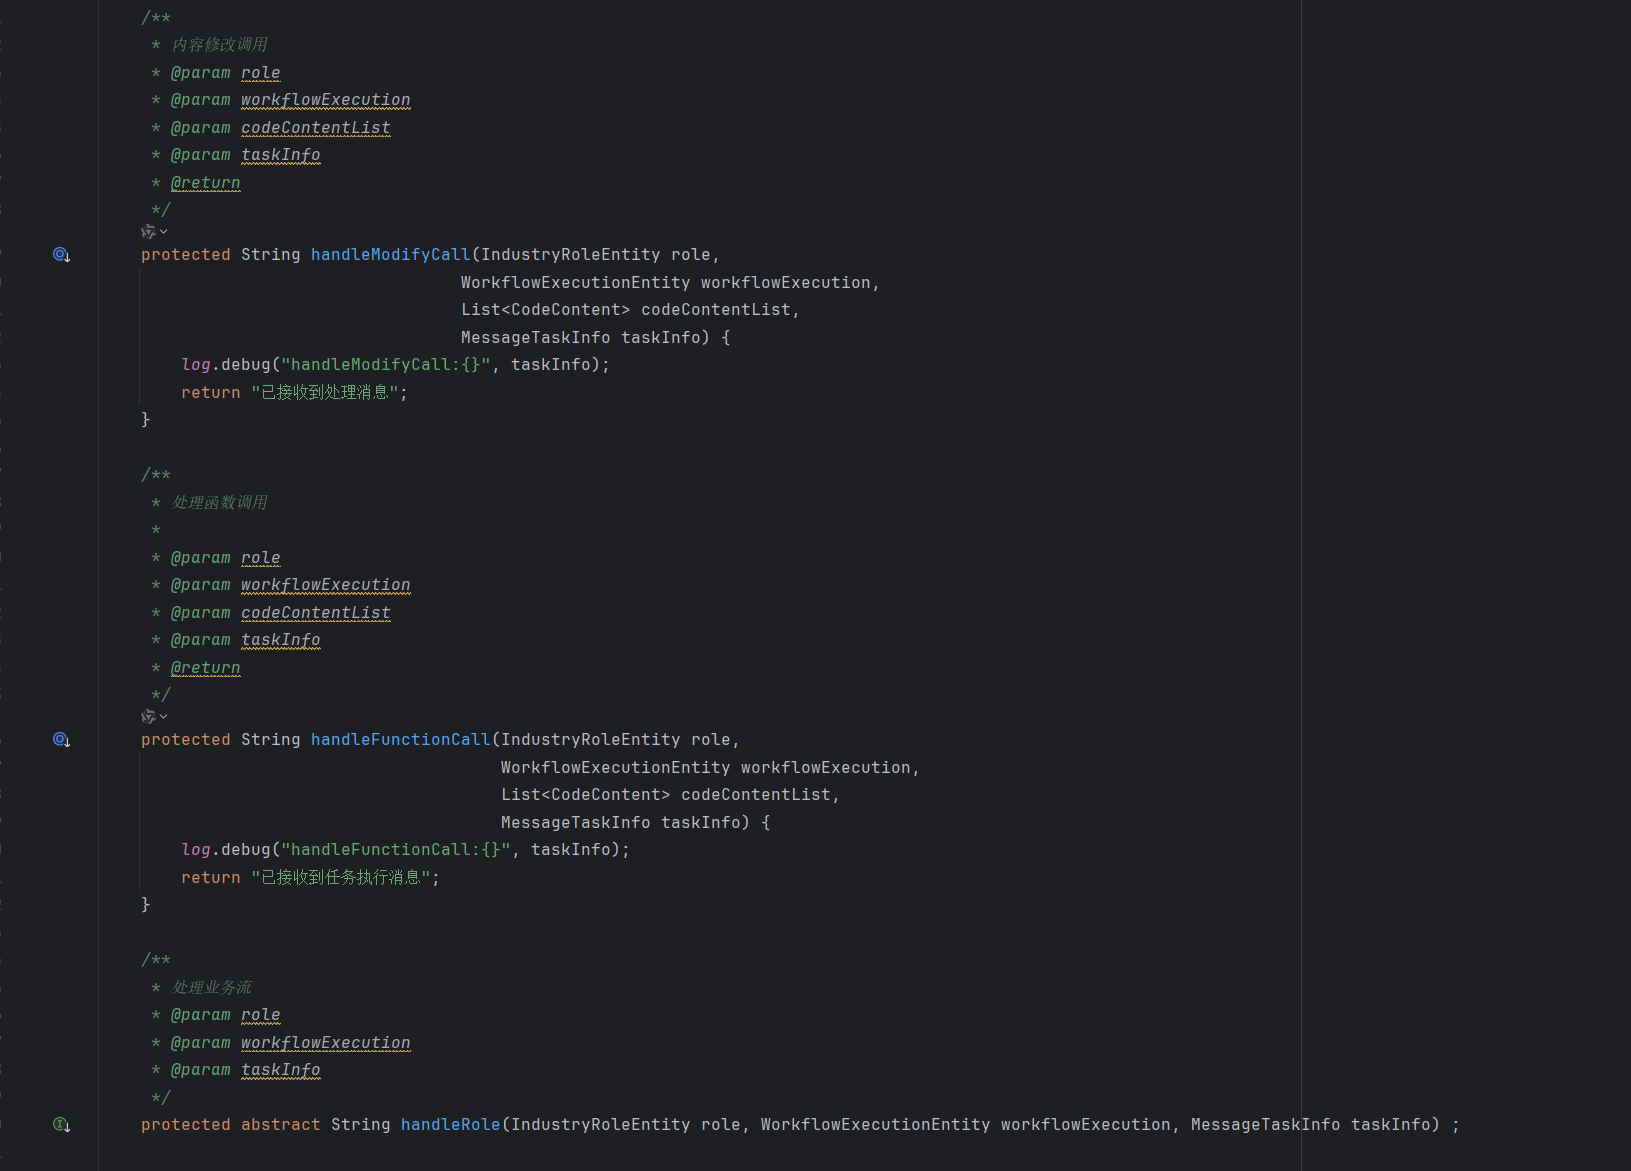 /**
 * 内容修改调用
 * @param role
 * @param workflowExecution
 * @param codeContentList
 * @param taskInfo
 * @return
 */
protected String handleModifyCall(IndustryRoleEntity role,
                                WorkflowExecutionEntity workflowExecution,
                                List<CodeContent> codeContentList,
                                MessageTaskInfo taskInfo) {
    log.debug("handleModifyCall:{}", taskInfo);
    return "已接收到处理消息";
}
/**
 * 处理函数调用
 *
 * @param role
 * @param workflowExecution
 * @param codeContentList
 * @param taskInfo
 * @return
 */
protected String handleFunctionCall(IndustryRoleEntity role,
                                    WorkflowExecutionEntity workflowExecution,
                                    List<CodeContent> codeContentList,
                                    MessageTaskInfo taskInfo) {
    log.debug("handleFunctionCall:{}", taskInfo);
    return "已接收到任务执行消息";
}
/**
 * 处理业务流
 * @param role
 * @param workflowExecution
 * @param taskInfo
 */
protected abstract String handleRole(IndustryRoleEntity role, WorkflowExecutionEntity workflowExecution, MessageTaskInfo taskInfo) ;